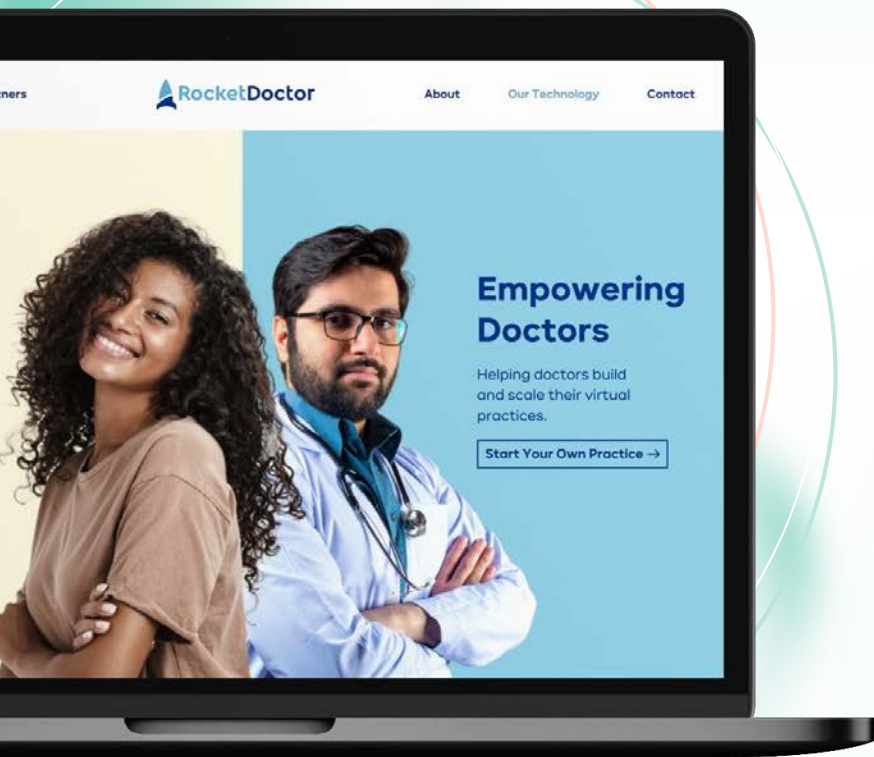 RocketDoctor
About
Our Technology
Contact
Empowering
Doctors
Helping doctors build
and scale their virtual
practices.
Start Your Own Practice →